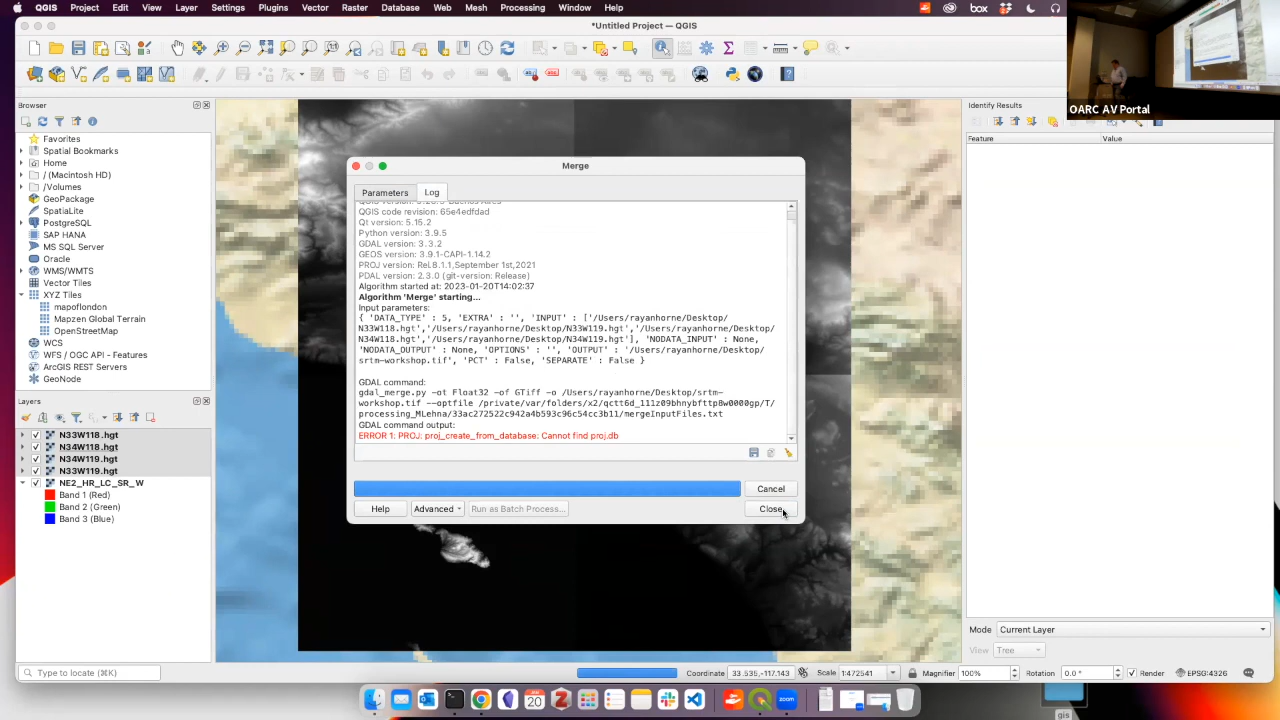 QGIS Project Edit View Layer Settings Plugins Vector Raster Database Web Mesh Processing Window Help
box
*Untitled Project — QGIS
OARC AV Portal
Browser
Favorites
Spatial Bookmarks
Home
/ (Macintosh HD)
/Volumes
GeoPackage
SpatiaLite
PostgreSQL
SAP HANA
MS SQL Server
Oracle
WMS/WMTS
Vector Tiles
XYZ Tiles
mapoflondon
Mapzen Global Terrain
OpenStreetMap
WCS
WFS / OGC API - Features
ArcGIS REST Servers
GeoNode
Layers
N33W118.hgt
N34W118.hgt
N34W119.hgt
N33W119.hgt
NE2_HR_LC_SR_W
Band 1 (Red)
Band 2 (Green)
Band 3 (Blue)
Merge
Parameters Log
QGIS code revision: 65e4edfdad
Qt version: 5.15.2
Python version: 3.9.5
GDAL version: 3.3.2
GEOS version: 3.9.1-CAPI-1.14.2
PROJ version: Rel. 8.1.1, September 1st, 2021
PDAL version: 2.3.0 (git-version: Release)
Algorithm started at: 2023-01-20T14:02:37
Algorithm 'Merge' starting...
Input parameters:
{ 'DATA_TYPE' : 5, 'EXTRA' : '', 'INPUT' : ['/Users/rayanhorne/Desktop/
N33W118.hgt','/Users/rayanhorne/Desktop/N33W119.hgt','/Users/rayanhorne/Desktop/
N34W119.hgt','/Users/rayanhorne/Desktop/N34W118.hgt'], 'NODATA_INPUT' : None,
'NODATA_OUTPUT' : None, 'OPTIONS' : '', 'OUTPUT' : '/Users/rayanhorne/Desktop/
srtm-workshop.tif', 'PCT' : False, 'SEPARATE' : False }
GDAL command:
gdal_merge.py -ot Float32 -of GTiff -o /Users/rayanhorne/Desktop/srtm-
workshop.tif --optfile /private/var/folders/x2/qctt6d_111z09bhnybfftp8w0000gp/T/
processing_MLehna/33ac272522c942a4b593c96c54cc3b11/mergeInputFiles.txt
GDAL command output:
ERROR 1: PROJ: proj_create_from_database: Cannot find proj.db
Cancel
Help Advanced Run as Batch Process... Close
Identify Results
Feature Value
Mode Current Layer
View Tree
Type to locate (⌘K)
Coordinate 33.535,-117.143 Scale 1:472541 Magnifier 100% Rotation 0.0 ° Render EPSG:4326
JAN
20
zoom
gis